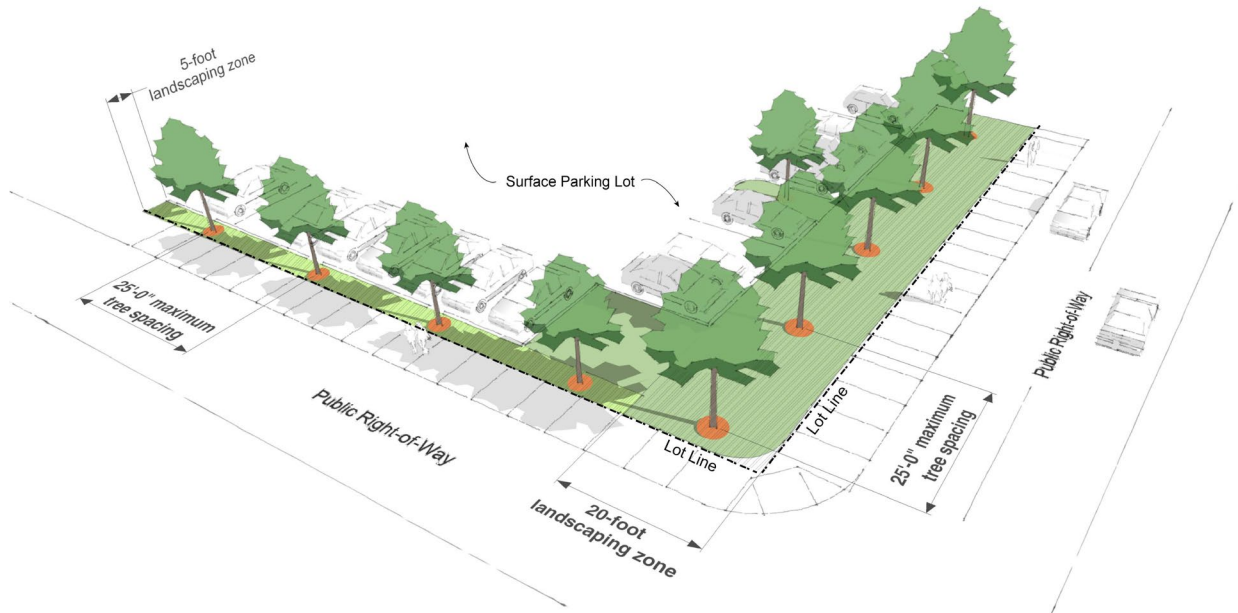 5-foot
landscaping zone
Surface Parking Lot
25'-0" maximum
tree spacing
Public Right-of-Way
Public Right-of-Way
Lot Line
Lot Line
25'-0" maximum
tree spacing
20-foot
landscaping zone